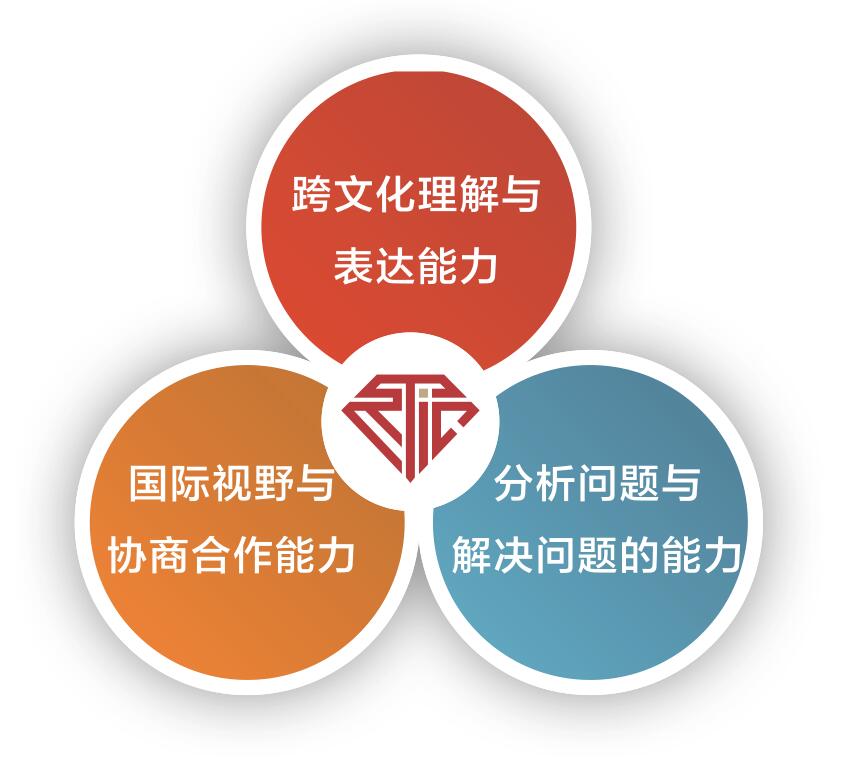 跨文化理解与
表达能力
国际视野与
协商合作能力
分析问题与
解决问题的能力